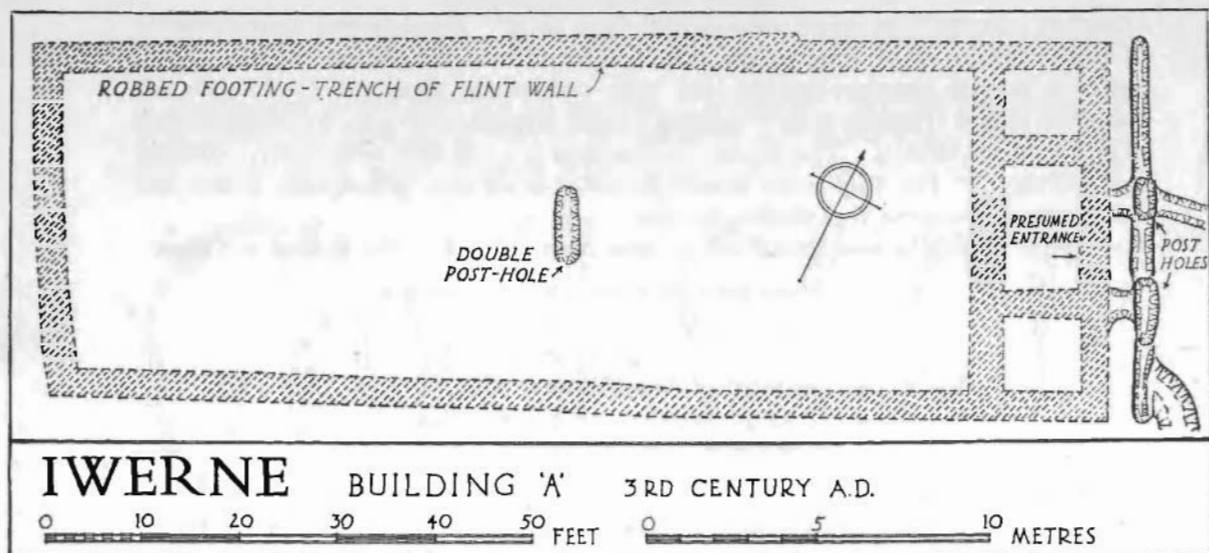 ROBBED FOOTING-TRENCH OF FLINT WALL
DOUBLE
POST-HOLE
PRESUMED
ENTRANCE
POST
HOLES
IWERNE BUILDING 'A' 3RD CENTURY A.D.
0 10 20 30 40 50 FEET 0 5 10 METRES